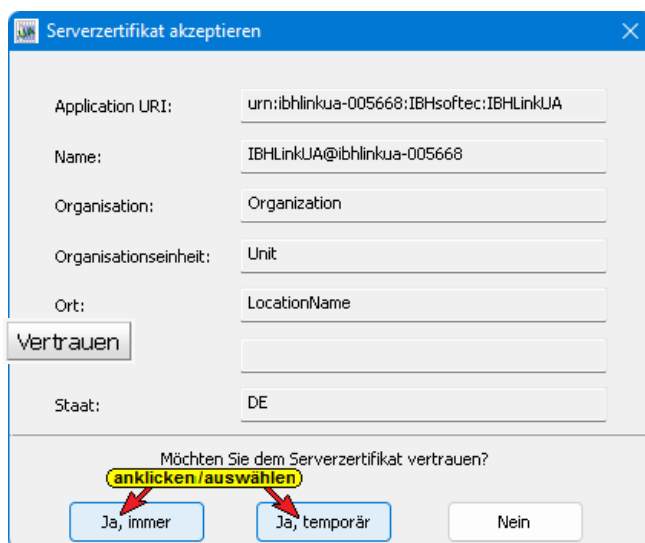 Serverzertifikat akzeptieren
Application URI: urn:ibhlinkua-005668:IBHsoftec:IBHLinkUA
Name: IBHLinkUA@ibhlinkua-005668
Organisation: Organization
Organisationseinheit: Unit
Ort: LocationName
Vertrauen
Staat: DE
Möchten Sie dem Serverzertifikat vertrauen?
anklicken/auswählen
Ja, immer Ja, temporär Nein